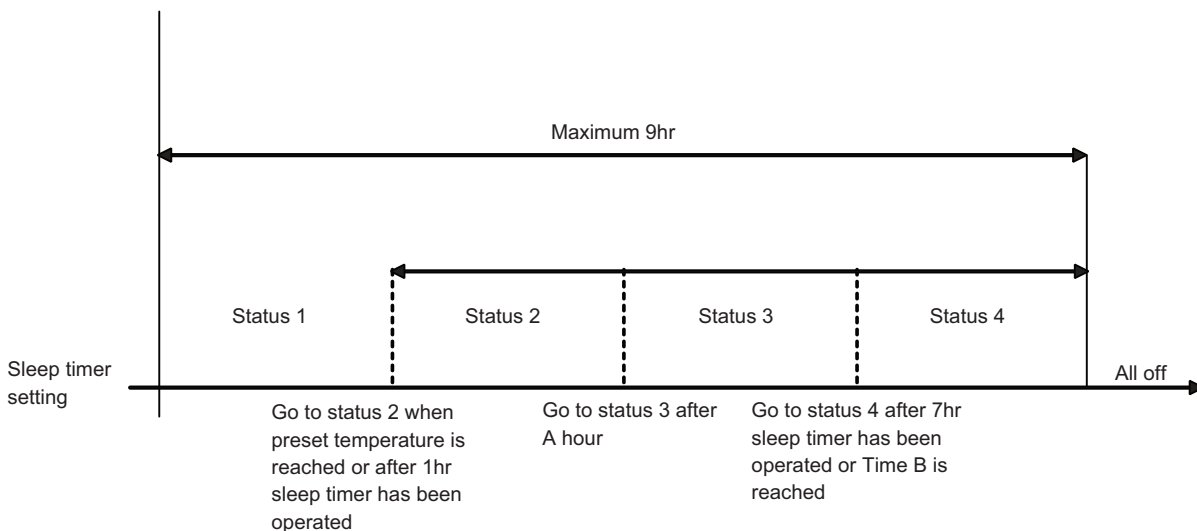 Maximum 9hr
Status 1
Status 2
Status 3
Status 4
Sleep timer
setting
All off
Go to status 2 when
preset temperature is
reached or after 1hr
sleep timer has been
operated
Go to status 3 after
A hour
Go to status 4 after 7hr
sleep timer has been
operated or Time B is
reached